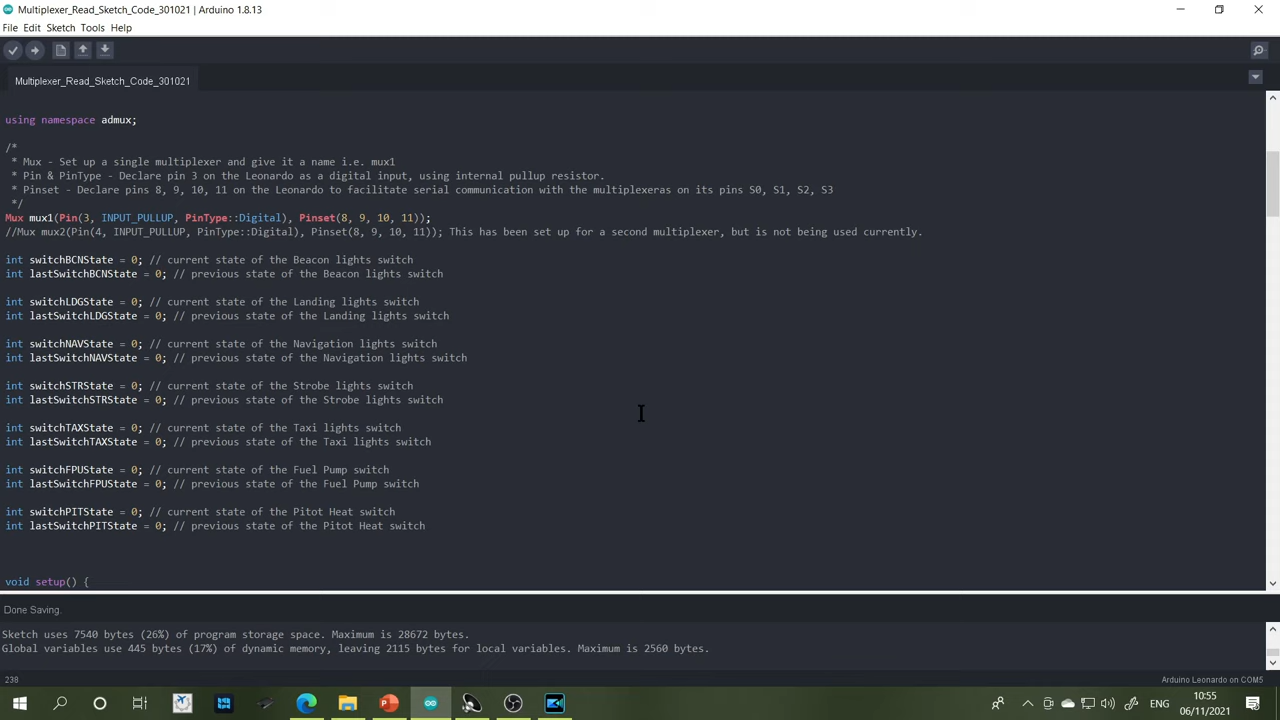 Multiplexer_Read_Sketch_Code_301021 | Arduino 1.8.13
File Edit Sketch Tools Help
Multiplexer_Read_Sketch_Code_301021
using namespace admux;
/*
* Mux - Set up a single multiplexer and give it a name i.e. mux1
* Pin & PinType - Declare pin 3 on the Leonardo as a digital input, using internal pullup resistor.
* Pinset - Declare pins 8, 9, 10, 11 on the Leonardo to facilitate serial communication with the multiplexeras on its pins S0, S1, S2, S3
*/
Mux mux1(Pin(3, INPUT_PULLUP, PinType::Digital), Pinset(8, 9, 10, 11));
//Mux mux2(Pin(4, INPUT_PULLUP, PinType::Digital), Pinset(8, 9, 10, 11)); This has been set up for a second multiplexer, but is not being used currently.
int switchBCNState = 0; // current state of the Beacon lights switch
int lastSwitchBCNState = 0; // previous state of the Beacon lights switch
int switchLDGState = 0; // current state of the Landing lights switch
int lastSwitchLDGState = 0; // previous state of the Landing lights switch
int switchNAVState = 0; // current state of the Navigation lights switch
int lastSwitchNAVState = 0; // previous state of the Navigation lights switch
int switchSTRState = 0; // current state of the Strobe lights switch
int lastSwitchSTRState = 0; // previous state of the Strobe lights switch
int switchTAXState = 0; // current state of the Taxi lights switch
int lastSwitchTAXState = 0; // previous state of the Taxi lights switch
int switchFPUState = 0; // current state of the Fuel Pump switch
int lastSwitchFPUState = 0; // previous state of the Fuel Pump switch
int switchPITState = 0; // current state of the Pitot Heat switch
int lastSwitchPITState = 0; // previous state of the Pitot Heat switch
void setup() {
Done Saving.
Sketch uses 7540 bytes (26%) of program storage space. Maximum is 28672 bytes.
Global variables use 445 bytes (17%) of dynamic memory, leaving 2115 bytes for local variables. Maximum is 2560 bytes.
238
Arduino Leonardo on COM5
ENG
10:55
06/11/2021